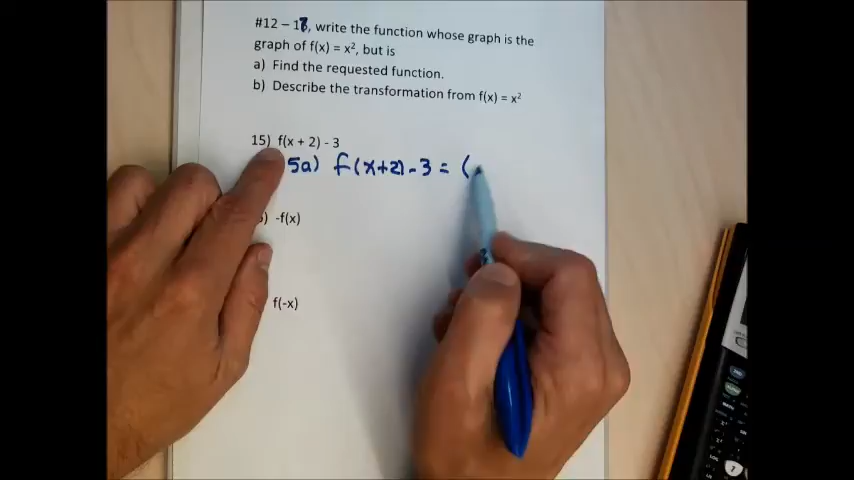 #12 – 18, write the function whose graph is the
graph of f(x) = x², but is
a) Find the requested function.
b) Describe the transformation from f(x) = x²
15) f(x + 2) - 3
5a) f(x+2) - 3 = (
) -f(x)
f(-x)